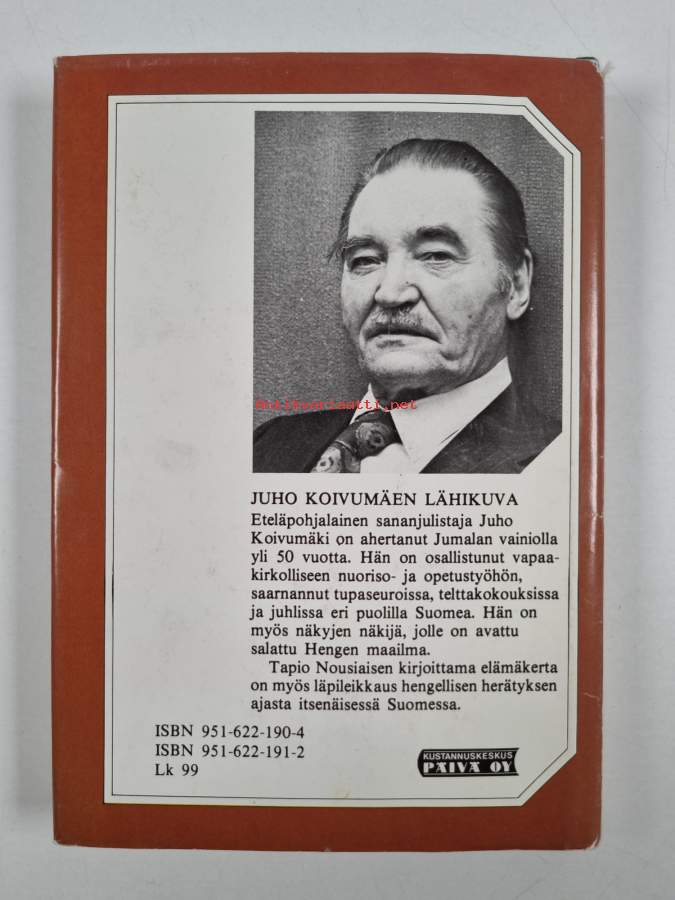 Antikvariaatti.net
JUHO KOIVUMÄEN LÄHIKUVA
Eteläpohjalainen sananjulistaja Juho
Koivumäki on ahertanut Jumalan vainiolla
yli 50 vuotta. Hän on osallistunut vapaa-
kirkolliseen nuoriso- ja opetustyöhön,
saarnannut tupaseuroissa, telttakokouksissa
ja juhlissa eri puolilla Suomea. Hän on
myös näkyjen näkijä, jolle on avattu
salattu Hengen maailma.
Tapio Nousiaisen kirjoittama elämäkerta
on myös läpileikkaus hengellisen herätyksen
ajasta itsenäisessä Suomessa.
ISBN 951-622-190-4
ISBN 951-622-191-2
Lk 99
KUSTANNUSKESKUS
PÄIVÄ OY